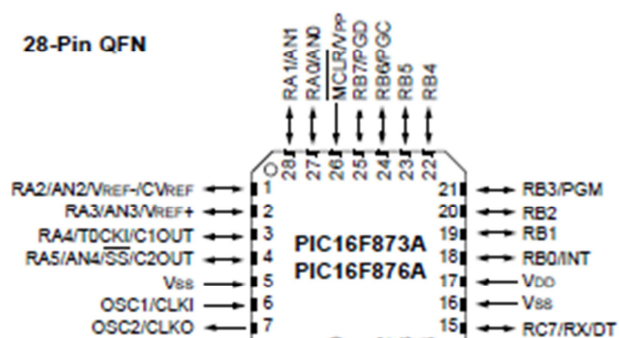 28-Pin QFN
RA1/AN1
RA0/AN0
MCLR/VPP
RB7/PGD
RB6/PGC
RB5
RB4
28
27
26
25
24
23
22
RA2/AN2/VREF-/CVREF
1
RA3/AN3/VREF+
2
RA4/T0CKI/C1OUT
3
RA5/AN4/SS/C2OUT
4
VSS
5
OSC1/CLKI
6
OSC2/CLKO
7
PIC16F873A
PIC16F876A
21
RB3/PGM
20
RB2
19
RB1
18
RB0/INT
17
VDD
16
VSS
15
RC7/RX/DT